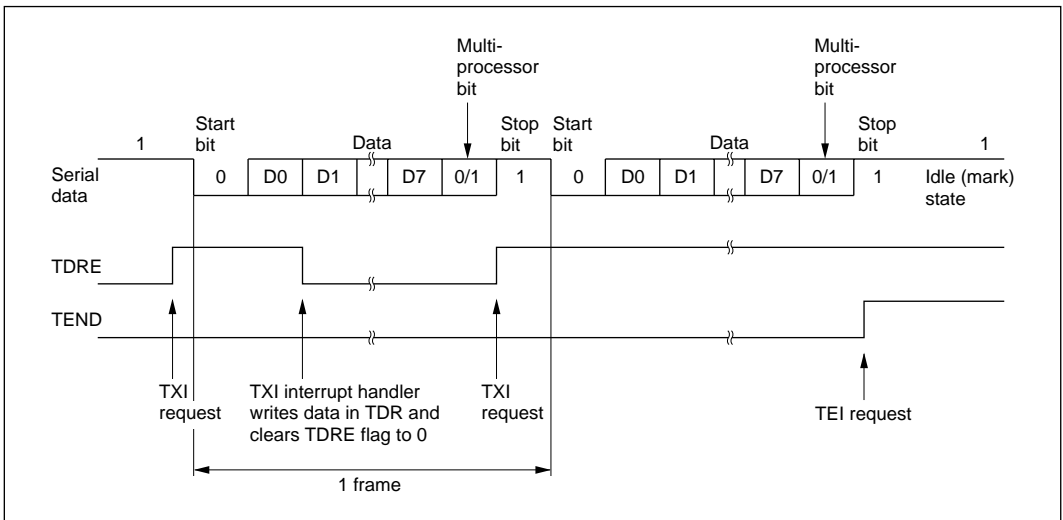 Multi-
processor
bit
Multi-
processor
bit
1
Start
bit
Data
Stop
bit
Start
bit
Data
Stop
bit
1
Serial
data
0 D0 D1 D7 0/1 1 0 D0 D1 D7 0/1 1
Idle (mark)
state
TDRE
TEND
TXI
request
TXI interrupt handler
writes data in TDR and
clears TDRE flag to 0
TXI
request
TEI request
1 frame